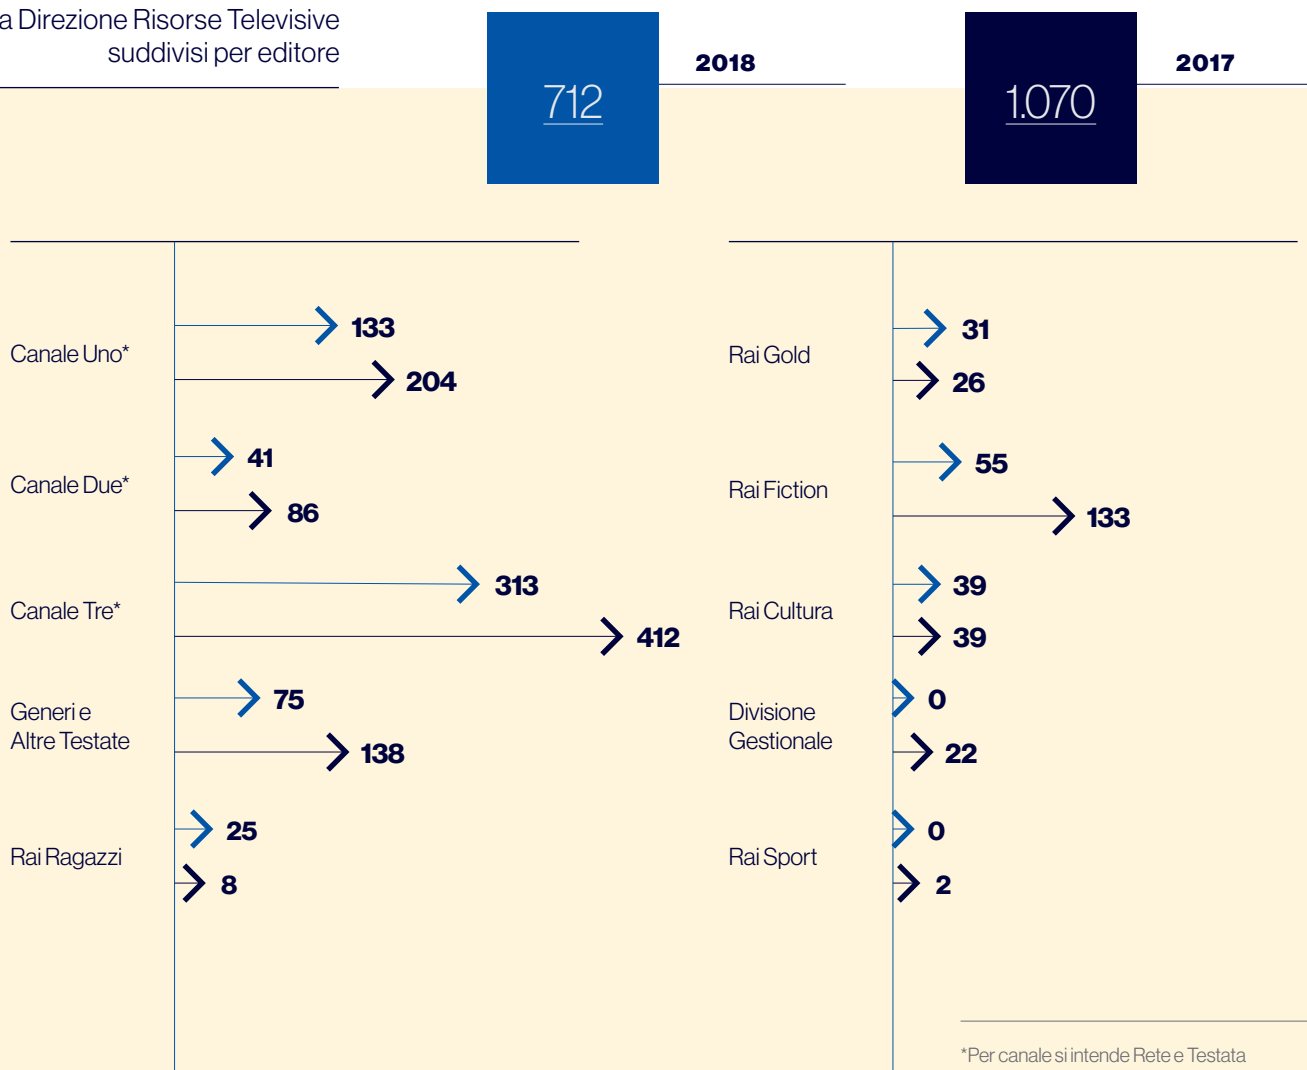 a Direzione Risorse Televisive
suddivisi per editore
712
2018
1.070
2017
Canale Uno*
133
204
Canale Due*
41
86
Canale Tre*
313
412
Generi e
Altre Testate
75
138
Rai Ragazzi
25
8
Rai Gold
31
26
Rai Fiction
55
133
Rai Cultura
39
39
Divisione
Gestionale
0
22
Rai Sport
0
2
*Per canale si intende Rete e Testata